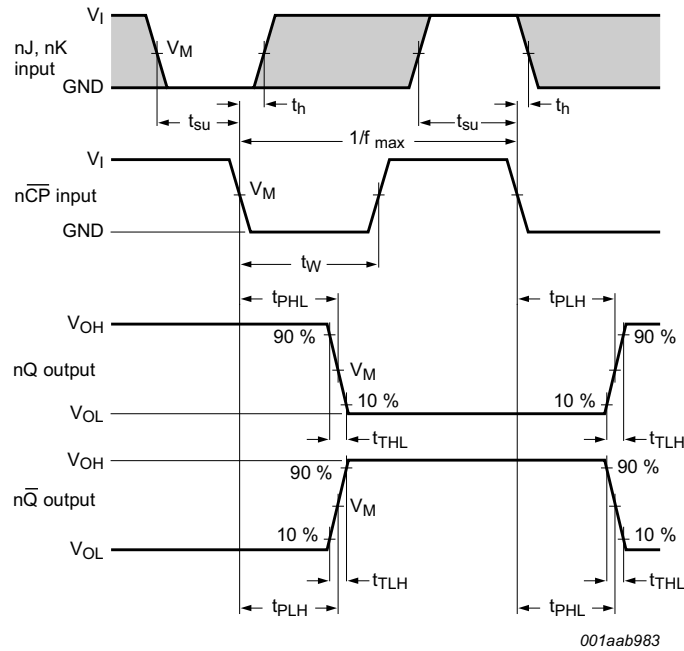 V_I
nJ, nK
input
V_M
GND
t_h
t_h
t_su
t_su
1/f_max
V_I
nC̅P̅ input
V_M
GND
t_W
t_PHL
t_PLH
V_OH
90 %
90 %
nQ output
V_M
10 %
10 %
V_OL
t_THL
t_TLH
V_OH
90 %
90 %
nQ̅ output
V_M
10 %
10 %
V_OL
t_TLH
t_THL
t_PLH
t_PHL
001aab983